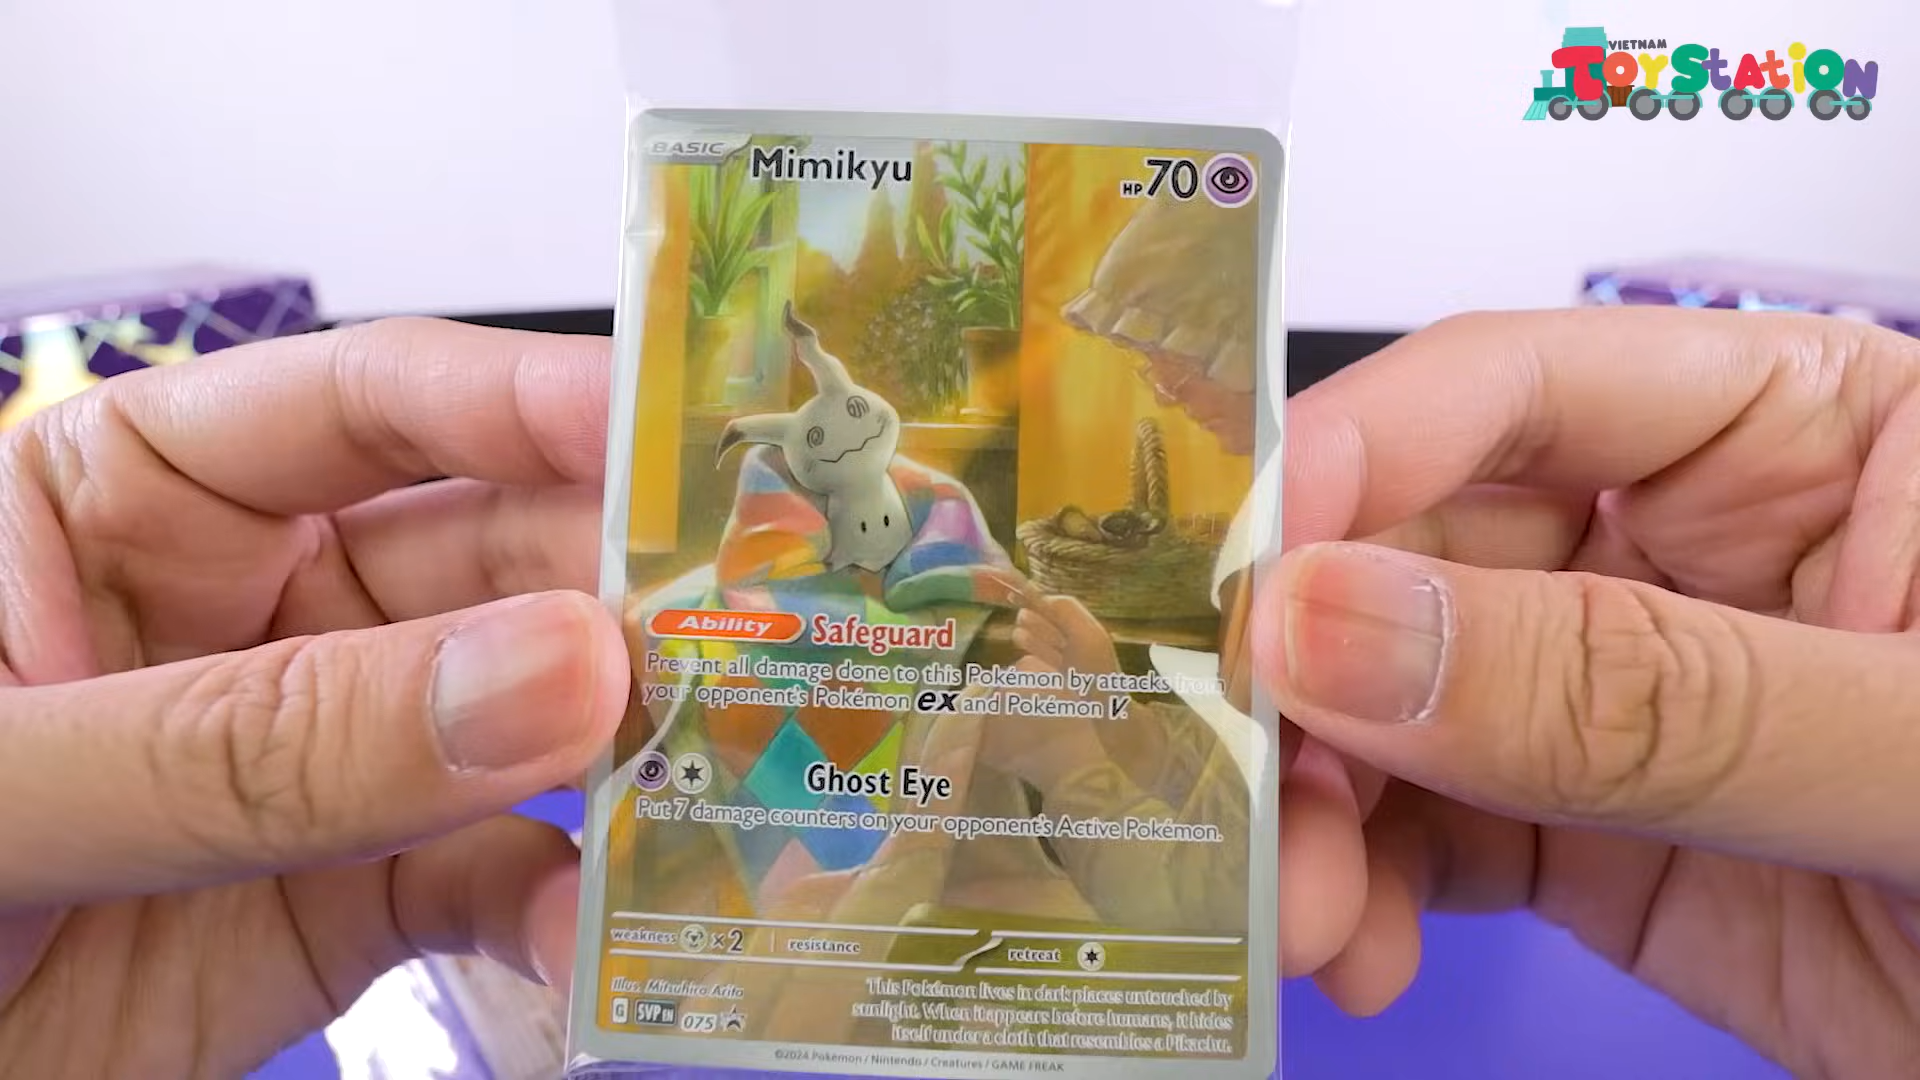 VIETNAM
TOYSTATION
BASIC
Mimikyu
HP 70
Ability Safeguard
Prevent all damage done to this Pokémon by attacks from
your opponent's Pokémon ex and Pokémon V.
Ghost Eye
Put 7 damage counters on your opponent's Active Pokémon.
weakness ×2 resistance retreat
Illus. Mitsuhiro Arita
G SVP EN 075
This Pokémon lives in dark places untouched by
sunlight. When it appears before humans, it hides
itself under a cloth that resembles a Pikachu.
©2024 Pokémon / Nintendo / Creatures / GAME FREAK